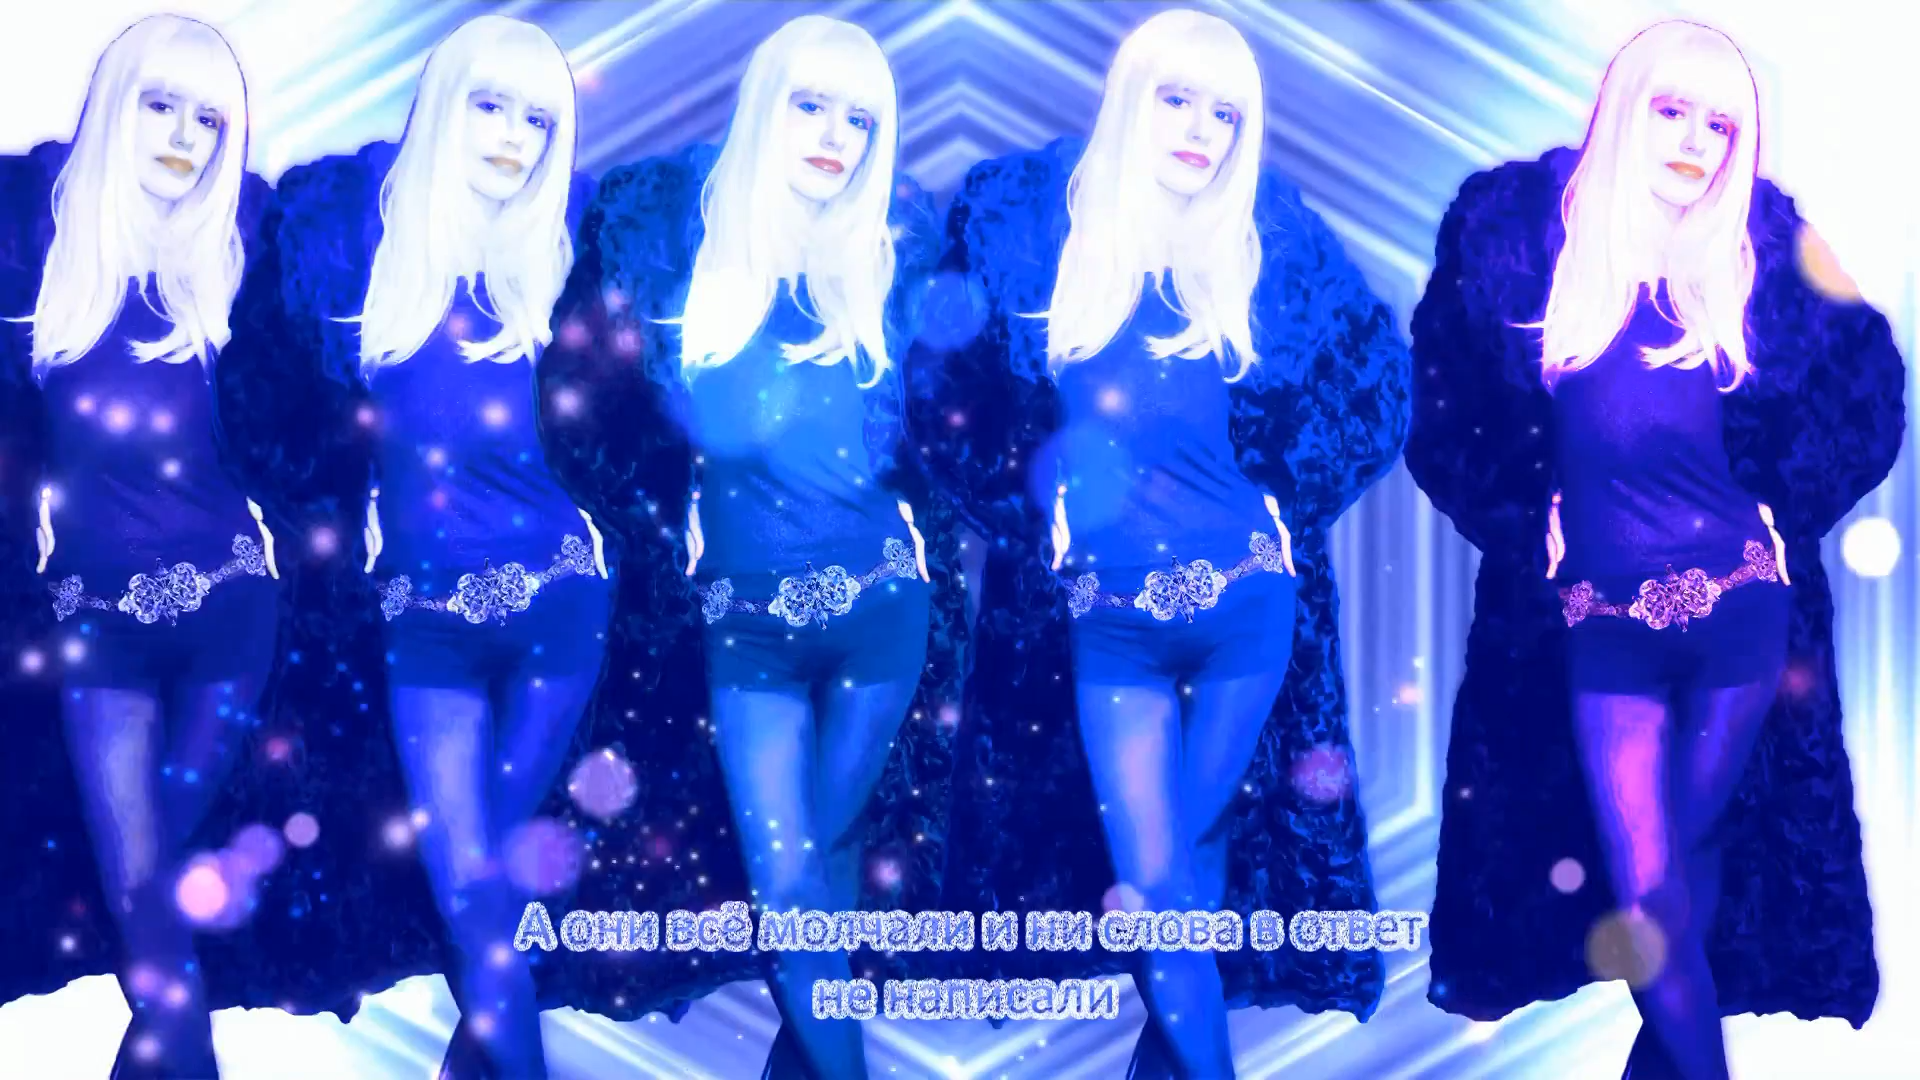 А они всё молчали и ни слова в ответ
не написали